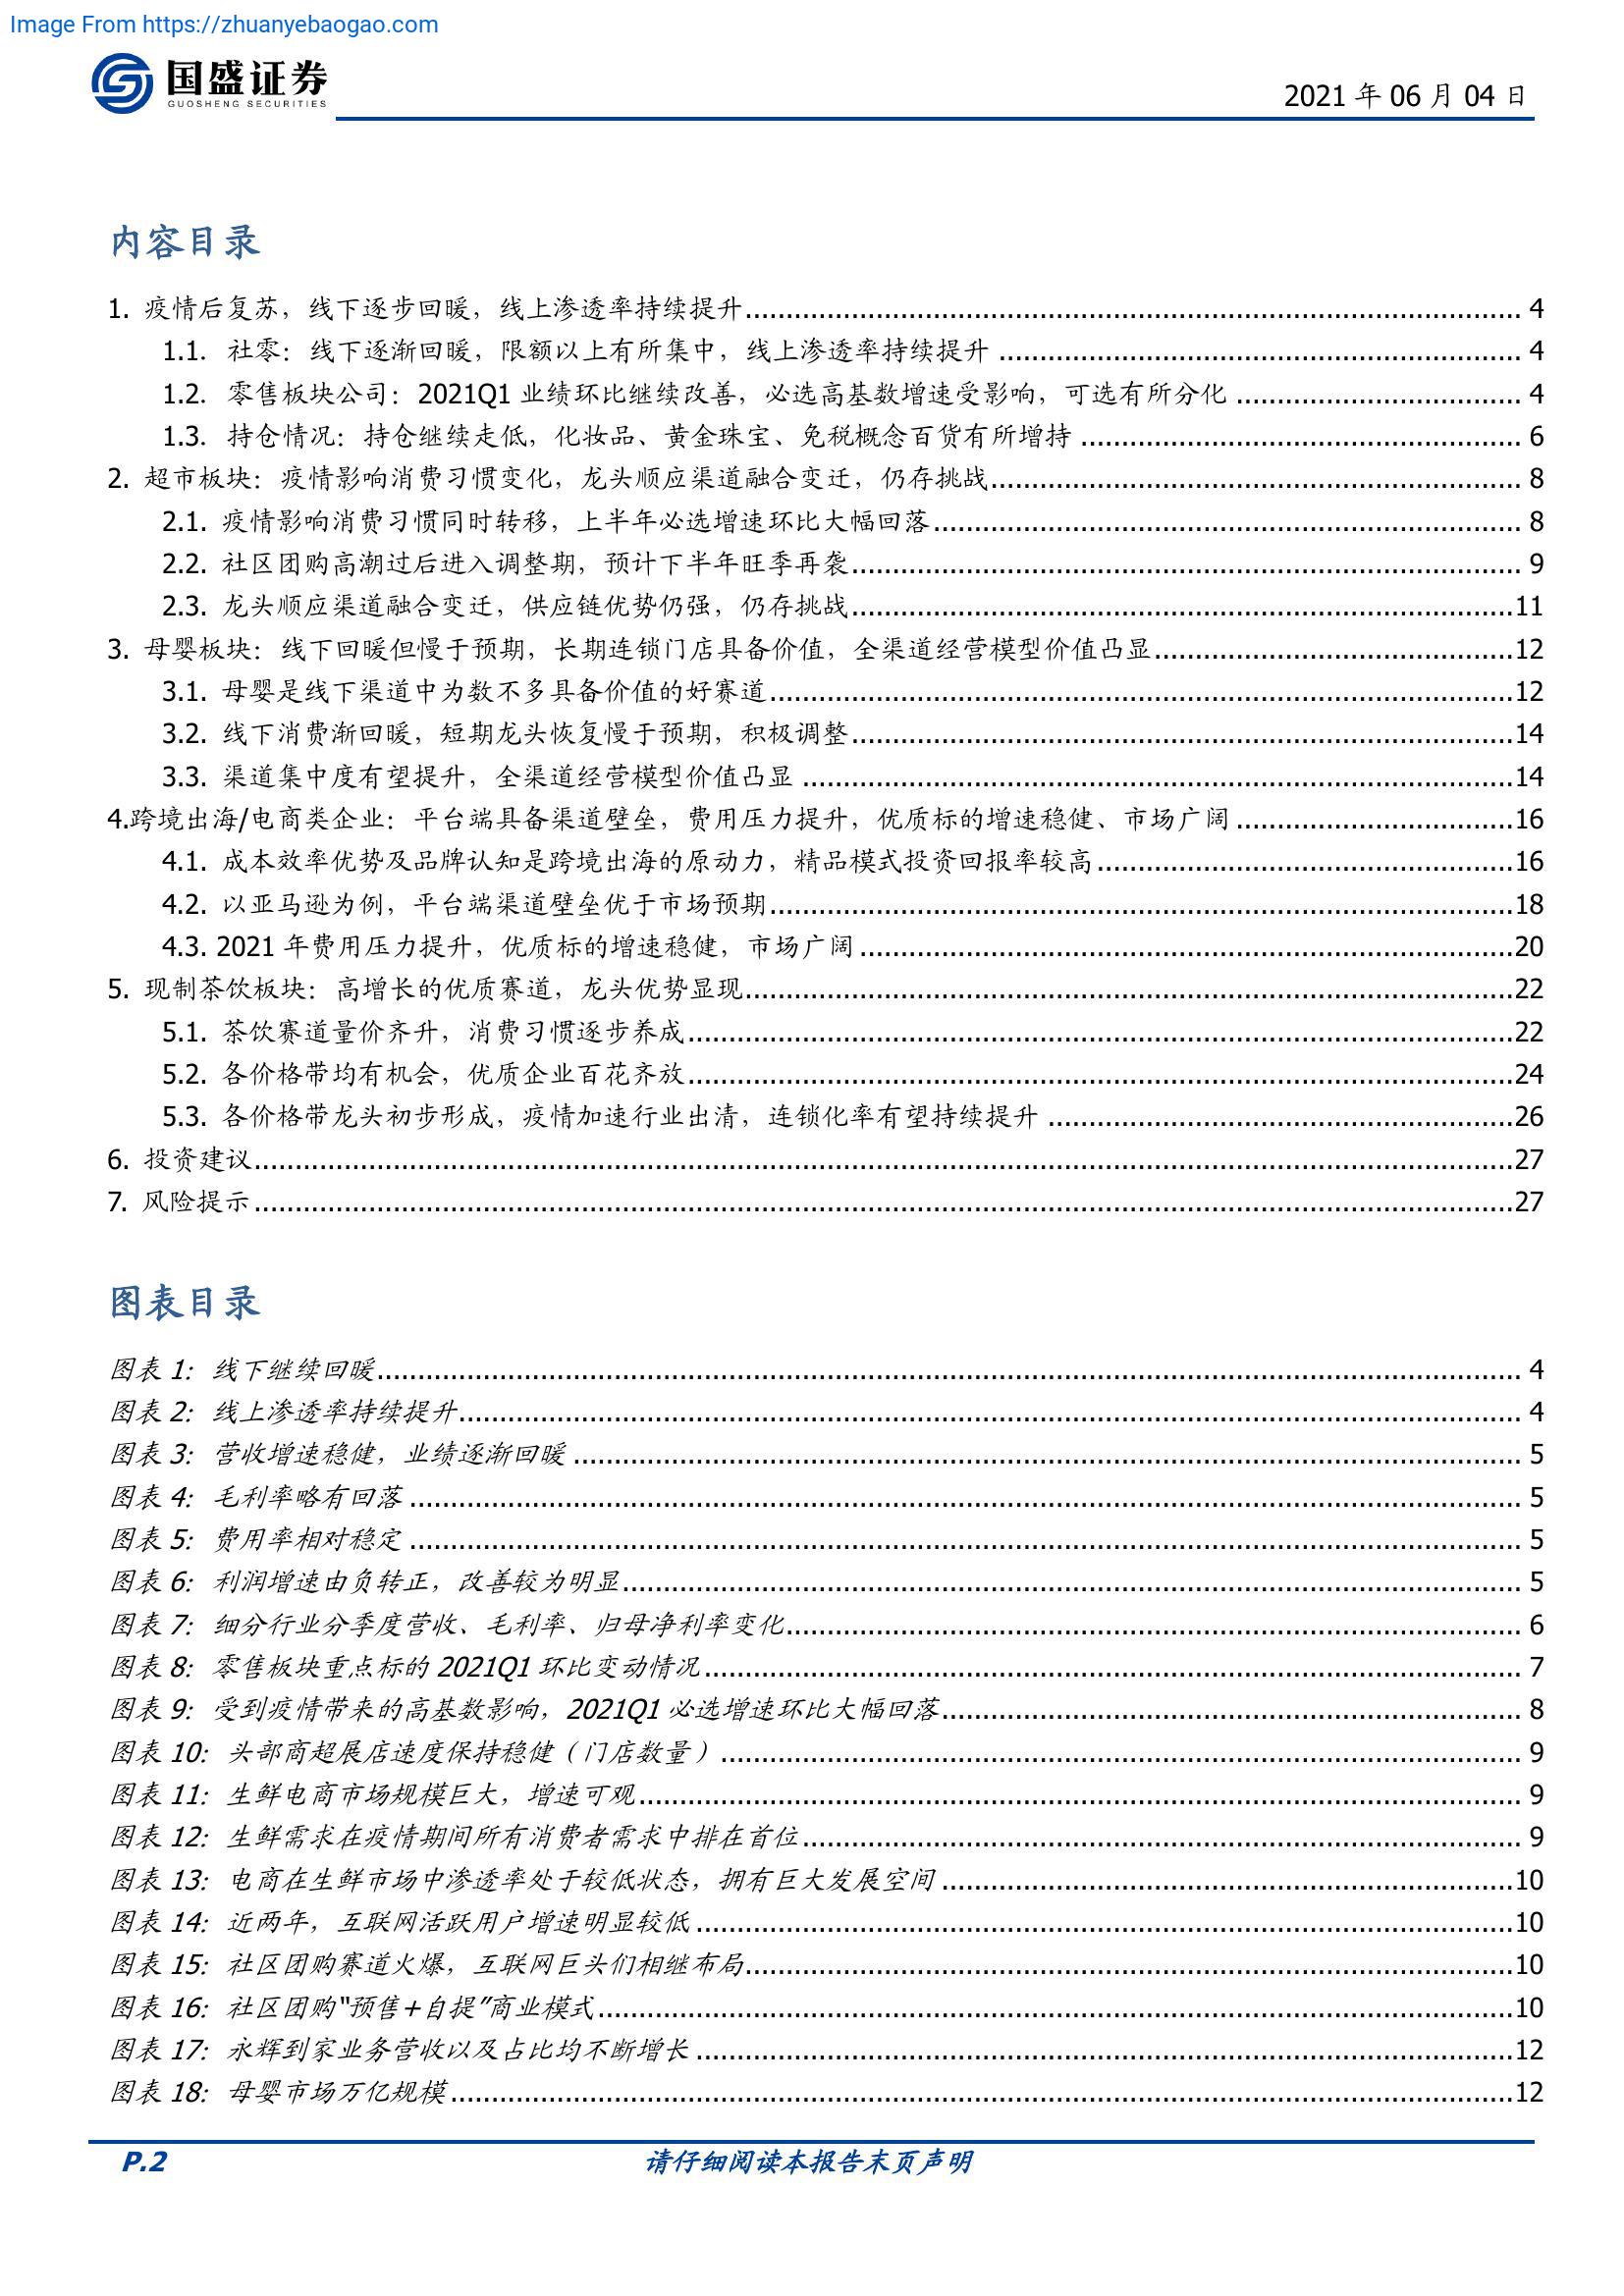 Image From https://zhuanyebaogao.com
国盛证券
GUOSHENG SECURITIES
2021 年 06 月 04 日
内容目录
1. 疫情后复苏，线下逐步回暖，线上渗透率持续提升 4
1.1. 社零：线下逐渐回暖，限额以上有所集中，线上渗透率持续提升 4
1.2. 零售板块公司：2021Q1 业绩环比继续改善，必选高基数增速受影响，可选有所分化 4
1.3. 持仓情况：持仓继续走低，化妆品、黄金珠宝、免税概念百货有所增持 6
2. 超市板块：疫情影响消费习惯变化，龙头顺应渠道融合变迁，仍存挑战 8
2.1. 疫情影响消费习惯同时转移，上半年必选增速环比大幅回落 8
2.2. 社区团购高潮过后进入调整期，预计下半年旺季再袭 9
2.3. 龙头顺应渠道融合变迁，供应链优势仍强，仍存挑战 11
3. 母婴板块：线下回暖但慢于预期，长期连锁门店具备价值，全渠道经营模型价值凸显 12
3.1. 母婴是线下渠道中为数不多具备价值的好赛道 12
3.2. 线下消费渐回暖，短期龙头恢复慢于预期，积极调整 14
3.3. 渠道集中度有望提升，全渠道经营模型价值凸显 14
4.跨境出海/电商类企业：平台端具备渠道壁垒，费用压力提升，优质标的增速稳健、市场广阔 16
4.1. 成本效率优势及品牌认知是跨境出海的原动力，精品模式投资回报率较高 16
4.2. 以亚马逊为例，平台端渠道壁垒优于市场预期 18
4.3. 2021 年费用压力提升，优质标的增速稳健，市场广阔 20
5. 现制茶饮板块：高增长的优质赛道，龙头优势显现 22
5.1. 茶饮赛道量价齐升，消费习惯逐步养成 22
5.2. 各价格带均有机会，优质企业百花齐放 24
5.3. 各价格带龙头初步形成，疫情加速行业出清，连锁化率有望持续提升 26
6. 投资建议 27
7. 风险提示 27
图表目录
图表 1：线下继续回暖 4
图表 2：线上渗透率持续提升 4
图表 3：营收增速稳健，业绩逐渐回暖 5
图表 4：毛利率略有回落 5
图表 5：费用率相对稳定 5
图表 6：利润增速由负转正，改善较为明显 5
图表 7：细分行业分季度营收、毛利率、归母净利率变化 6
图表 8：零售板块重点标的 2021Q1 环比变动情况 7
图表 9：受到疫情带来的高基数影响，2021Q1 必选增速环比大幅回落 8
图表 10：头部商超展店速度保持稳健（门店数量） 9
图表 11：生鲜电商市场规模巨大，增速可观 9
图表 12：生鲜需求在疫情期间所有消费者需求中排在首位 9
图表 13：电商在生鲜市场中渗透率处于较低状态，拥有巨大发展空间 10
图表 14：近两年，互联网活跃用户增速明显较低 10
图表 15：社区团购赛道火爆，互联网巨头们相继布局 10
图表 16：社区团购“预售+自提”商业模式 10
图表 17：永辉到家业务营收以及占比均不断增长 12
图表 18：母婴市场万亿规模 12
P.2
请仔细阅读本报告末页声明